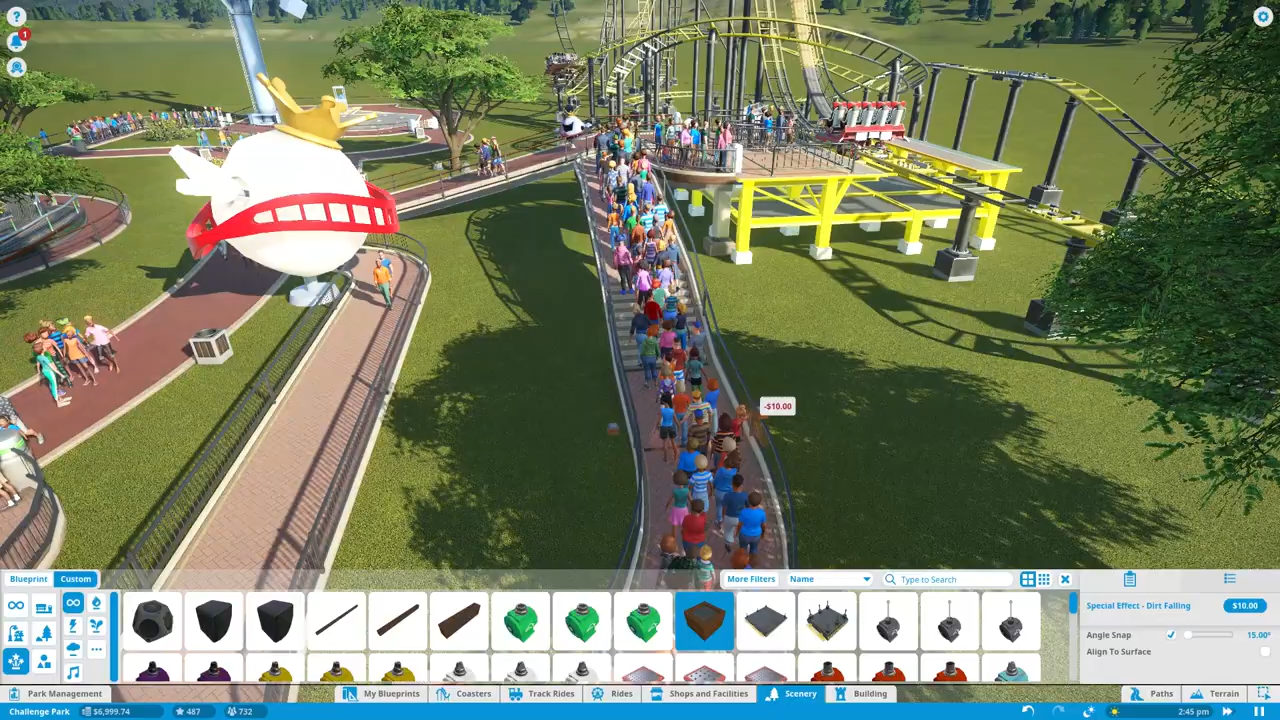 ?
1
-$10.00
Blueprint
Custom
More Filters
Name
Type to Search
Special Effect - Dirt Falling
$10.00
Angle Snap
15.00°
Align To Surface
Park Management
My Blueprints
Coasters
Track Rides
Rides
Shops and Facilities
Scenery
Building
Paths
Terrain
Challenge Park
$6,999.74
487
732
2:45 pm